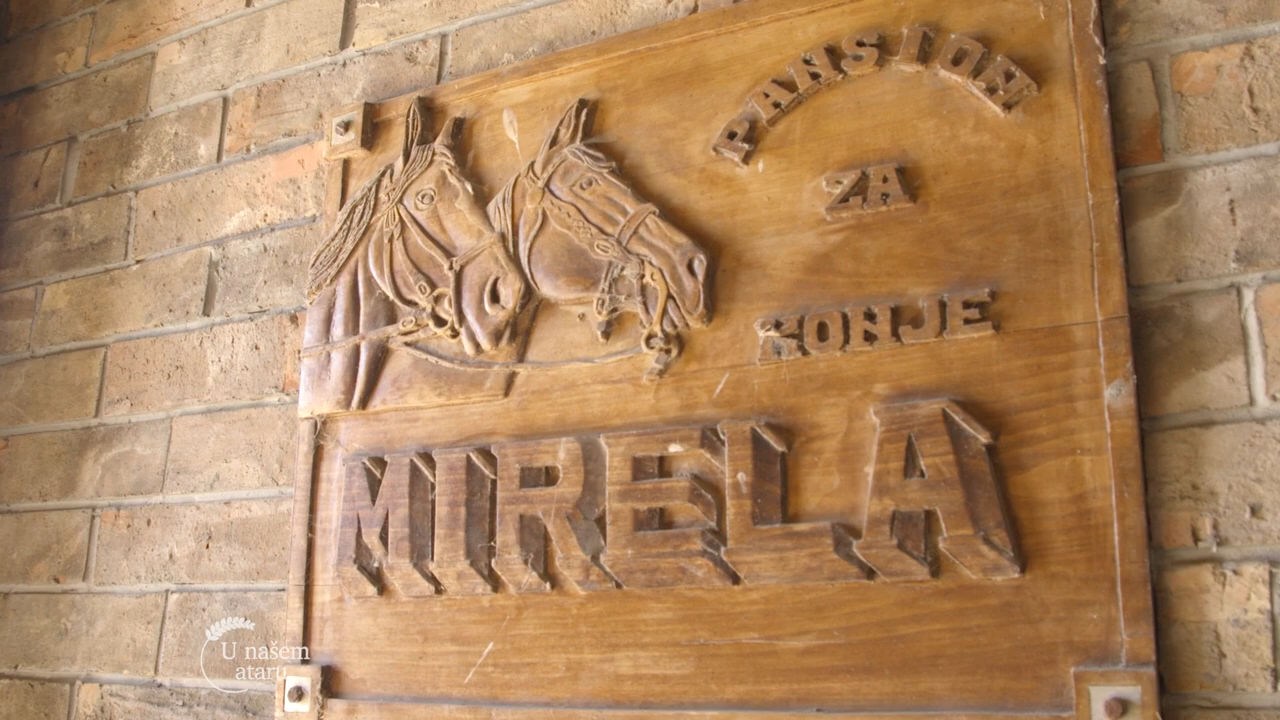 PANSION
ZA
KONJE
MIRELA
U našem
ataru